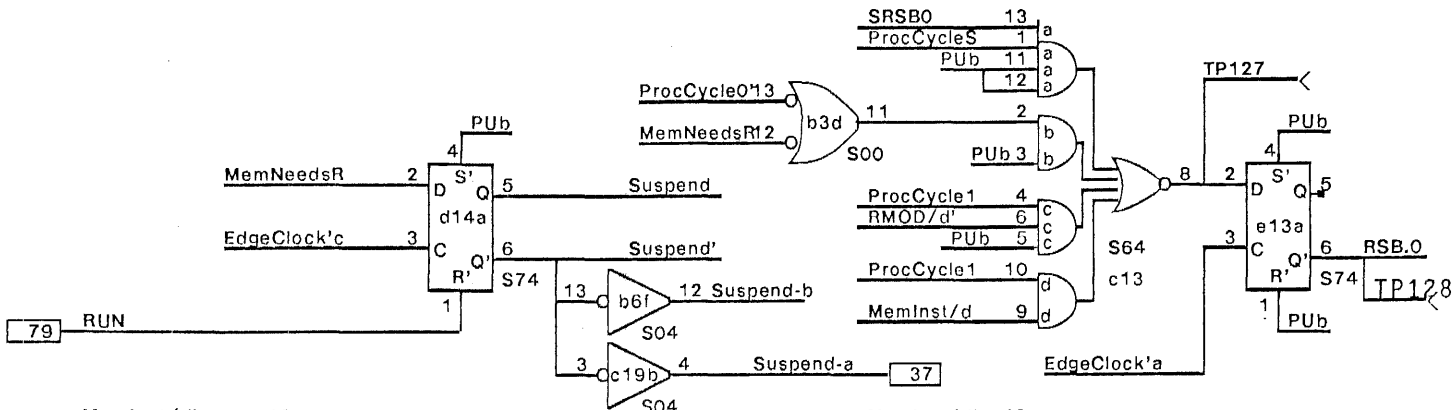 SRSB0 13 a
ProcCycleS 1 a
PUb 11 a
12 a
TP127
ProcCycle0' 13
b3d 11
MemNeedsR 12
S00
2 b
PUb 3 b
PUb
4
S'
MemNeedsR 2 D Q 5 Suspend
d14a
EdgeClock'c 3 C Q' 6 Suspend'
R' S74
1
79 RUN
13 b6f 12 Suspend-b
S04
3 c19b 4 Suspend-a 37
S04
ProcCycle1 4 c
RMOD/d' 6 c
PUb 5 c
ProcCycle1 10 d
MemInst/d 9 d
8
S64
c13
PUb
4
S'
2 D Q 5
e13a
3 C Q' 6 RSB.0
R' S74
TP128
1
PUb
EdgeClock'a